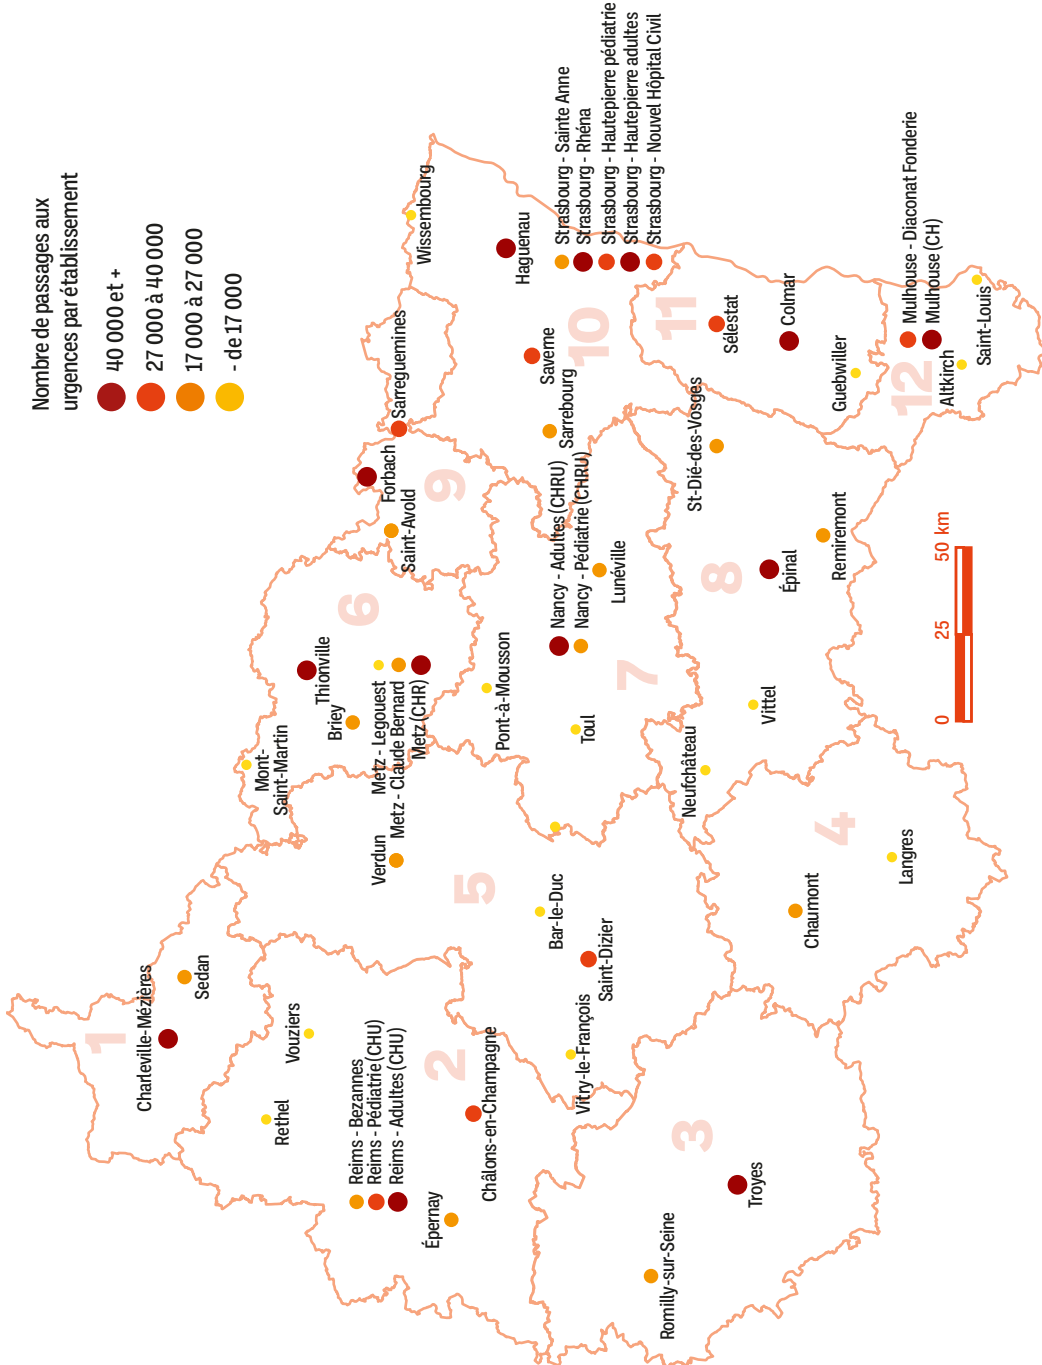 Nombre de passages aux
urgences par établissement
40 000 et +
27 000 à 40 000
17 000 à 27 000
- de 17 000
1
Charleville-Mézières
Sedan
Rethel
Vouziers
2
Reims - Bezannes
Reims - Pédiatrie (CHU)
Reims - Adultes (CHU)
Épernay
Châlons-en-Champagne
Vitry-le-François
3
Romilly-sur-Seine
Troyes
4
Chaumont
Langres
5
Verdun
Bar-le-Duc
Saint-Dizier
6
Mont-
Saint-Martin
Thionville
Briey
Metz - Legouest
Metz - Claude Bernard
Metz (CHR)
7
Pont-à-Mousson
Toul
Nancy - Adultes (CHRU)
Nancy - Pédiatrie (CHRU)
Lunéville
8
Neufchâteau
Vittel
Épinal
Remiremont
St-Dié-des-Vosges
9
Forbach
Saint-Avold
Sarreguemines
10
Wissembourg
Haguenau
Saverne
Sarrebourg
Strasbourg - Sainte Anne
Strasbourg - Rhéna
Strasbourg - Hautepierre pédiatrie
Strasbourg - Hautepierre adultes
Strasbourg - Nouvel Hôpital Civil
11
Sélestat
Colmar
Guebwiller
12
Mulhouse - Diaconat Fonderie
Mulhouse (CH)
Altkirch
Saint-Louis
0
25
50 km